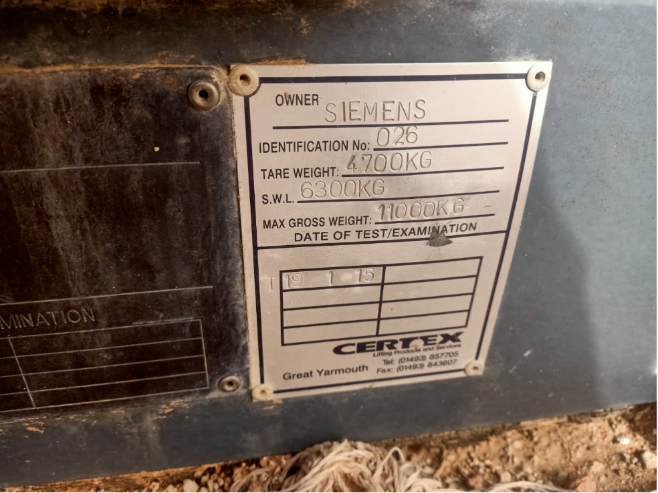 OWNER SIEMENS
IDENTIFICATION No: 026
TARE WEIGHT: 4700KG
S.W.L. 6300KG
MAX GROSS WEIGHT: 11000KG -
DATE OF TEST/EXAMINATION
T 19 1 15
CERTEX
Lifting Products and Services
Great Yarmouth
Tel: (01493) 857705
Fax: (01493) 843607
MINATION